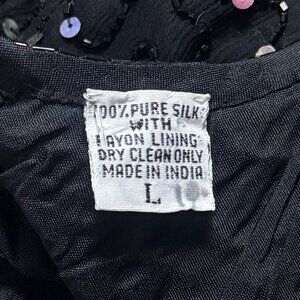 100% PURE SILK
WITH
RAYON LINING
DRY CLEAN ONLY
MADE IN INDIA
L